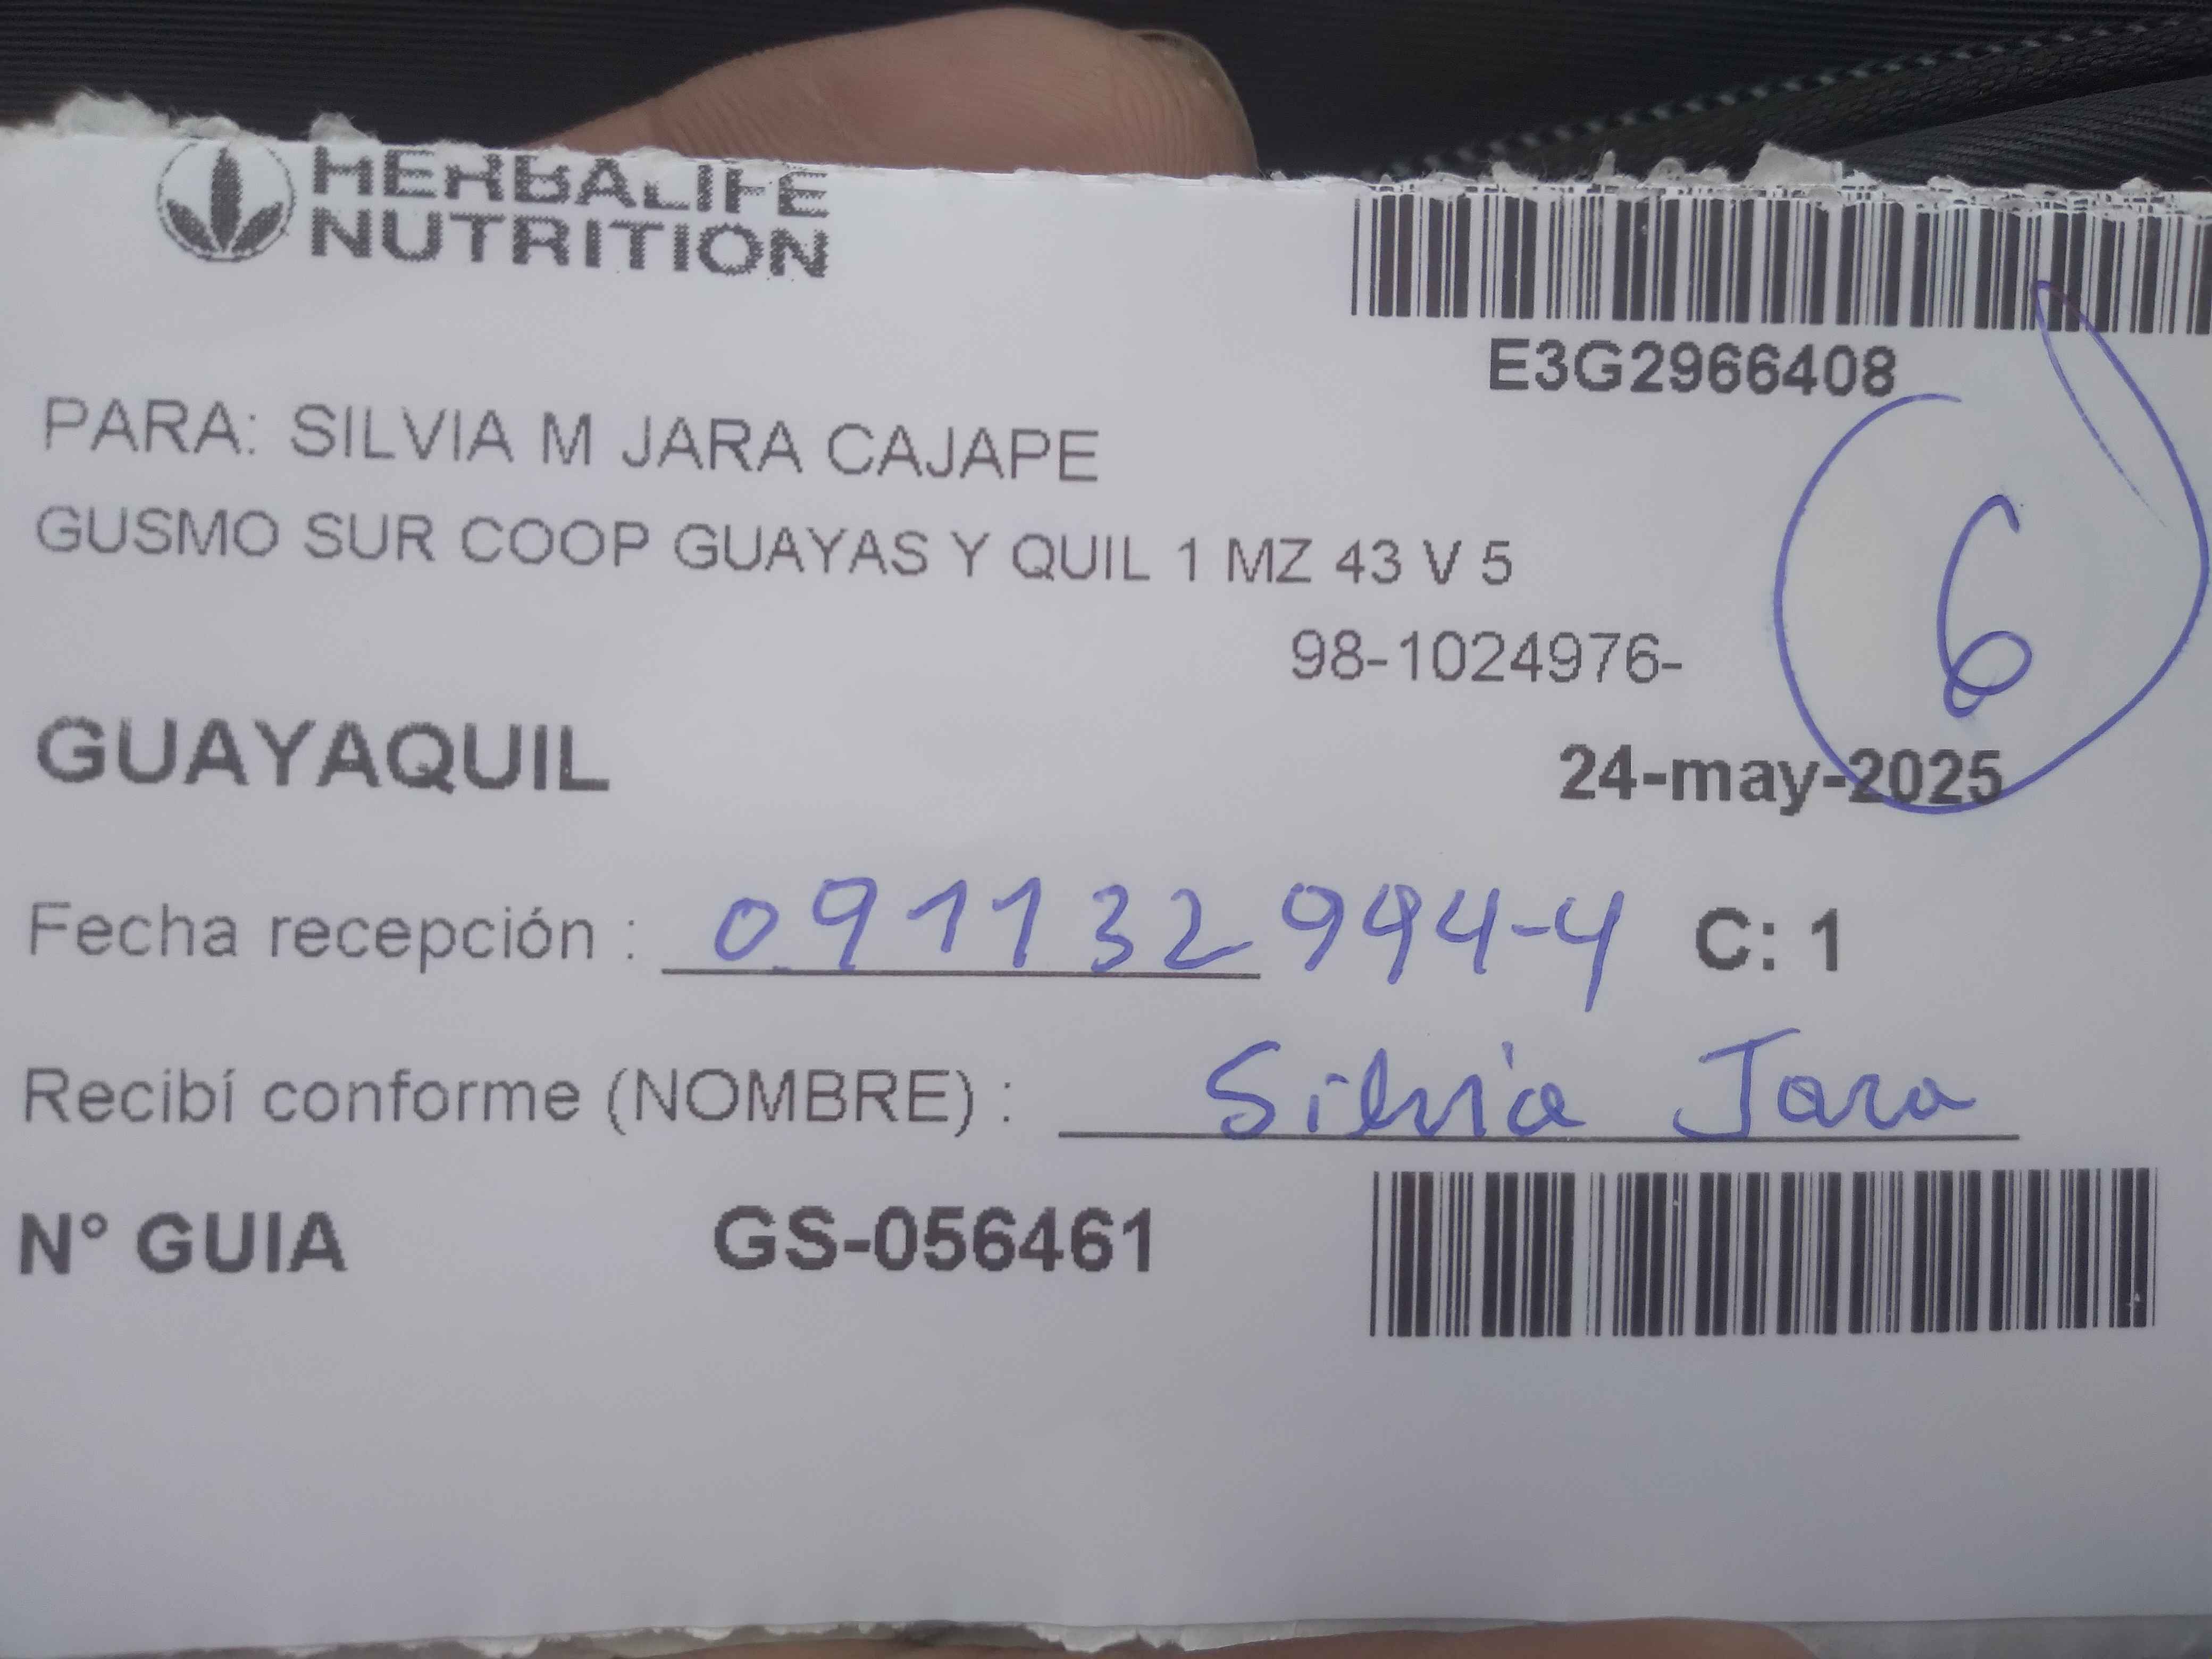 HERBALIFE
NUTRITION
E3G2966408
PARA: SILVIA M JARA CAJAPE
GUSMO SUR COOP GUAYAS Y QUIL 1 MZ 43 V 5
98-1024976-
6
GUAYAQUIL
24-may-2025
Fecha recepción : 091132994-4 C: 1
Recibí conforme (NOMBRE) : Silvia Jara
N° GUIA GS-056461